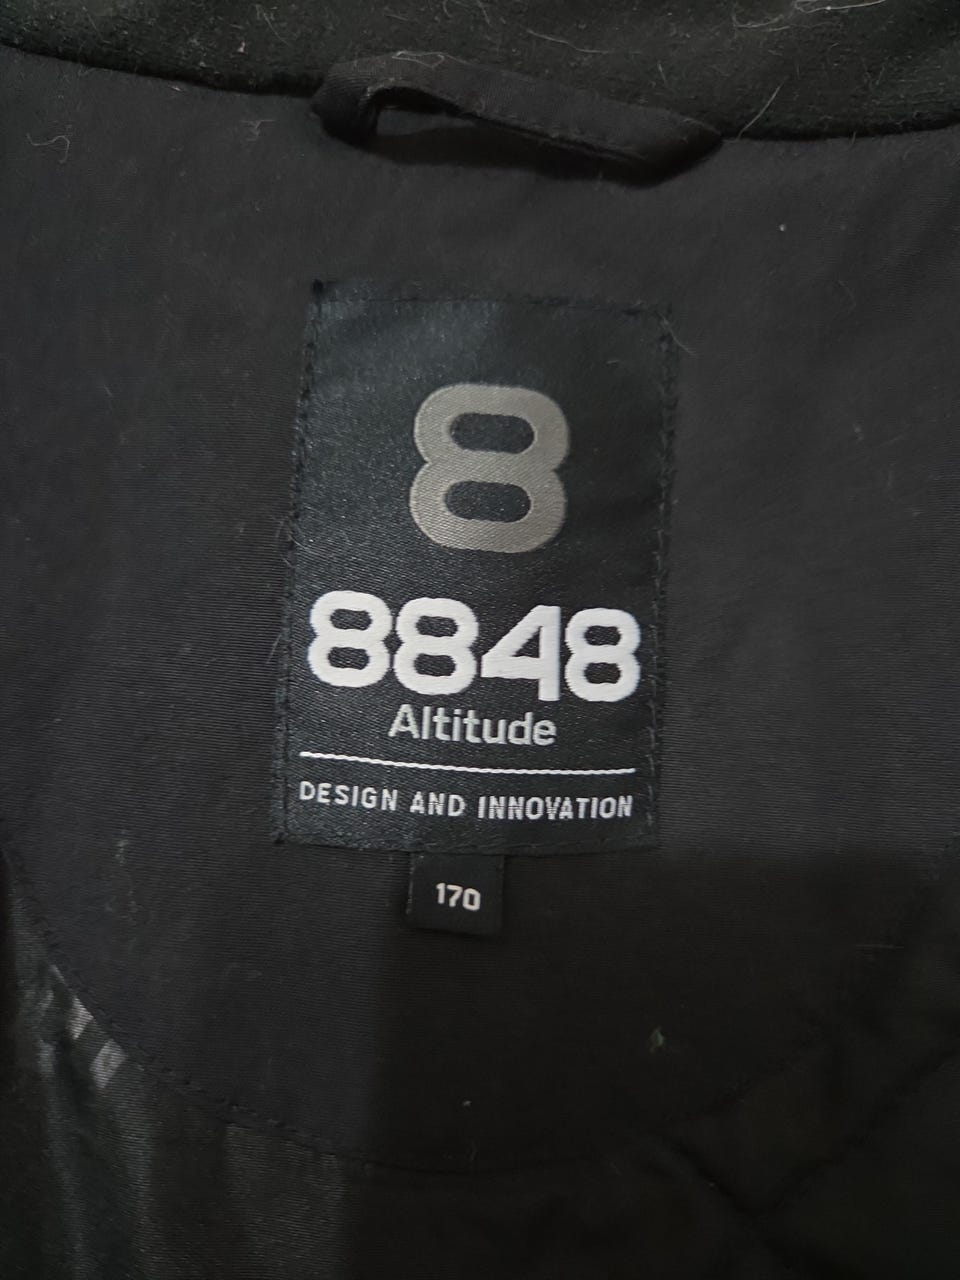 8
8848
Altitude
DESIGN AND INNOVATION
170